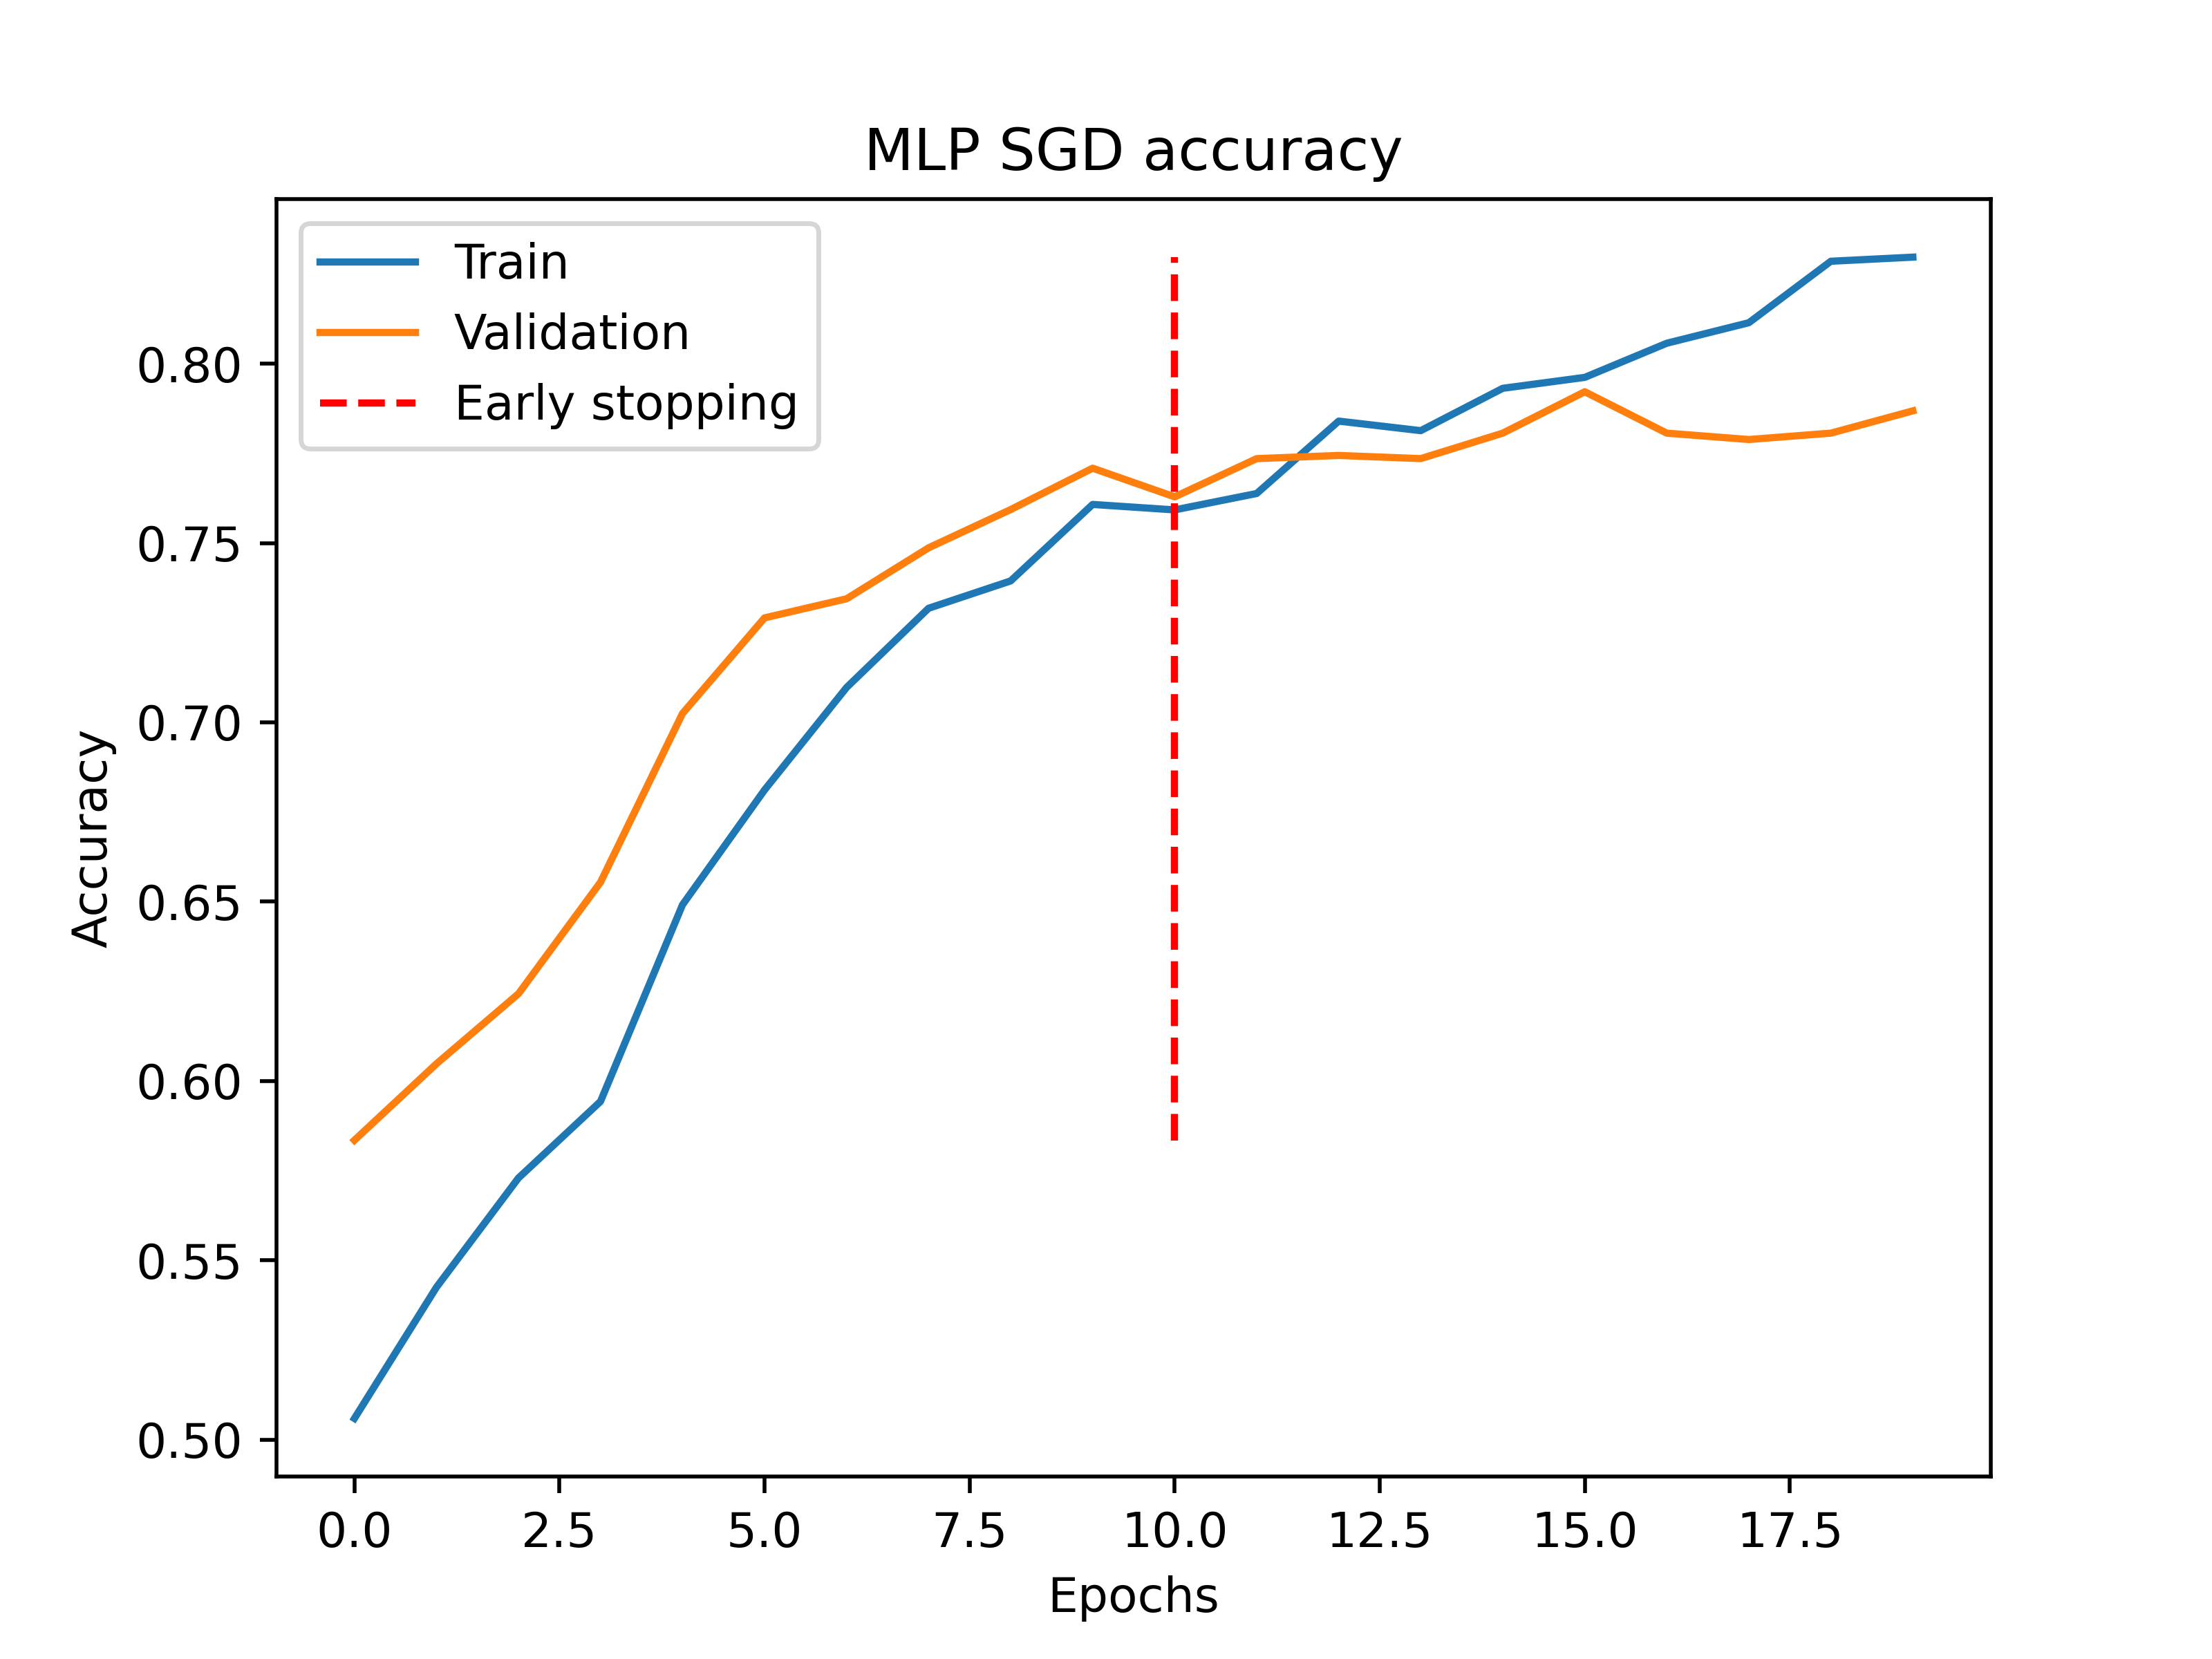 MLP SGD accuracy
Train
Validation
Early stopping
0.80
0.75
0.70
0.65
0.60
0.55
0.50
Accuracy
0.0 2.5 5.0 7.5 10.0 12.5 15.0 17.5
Epochs